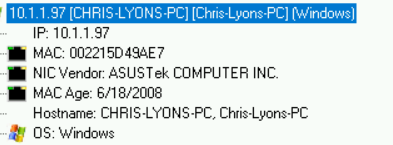 10.1.1.97 [CHRIS-LYONS-PC] [Chris-Lyons-PC] (Windows)
IP: 10.1.1.97
MAC: 002215D49AE7
NIC Vendor: ASUSTek COMPUTER INC.
MAC Age: 6/18/2008
Hostname: CHRIS-LYONS-PC, Chris-Lyons-PC
OS: Windows